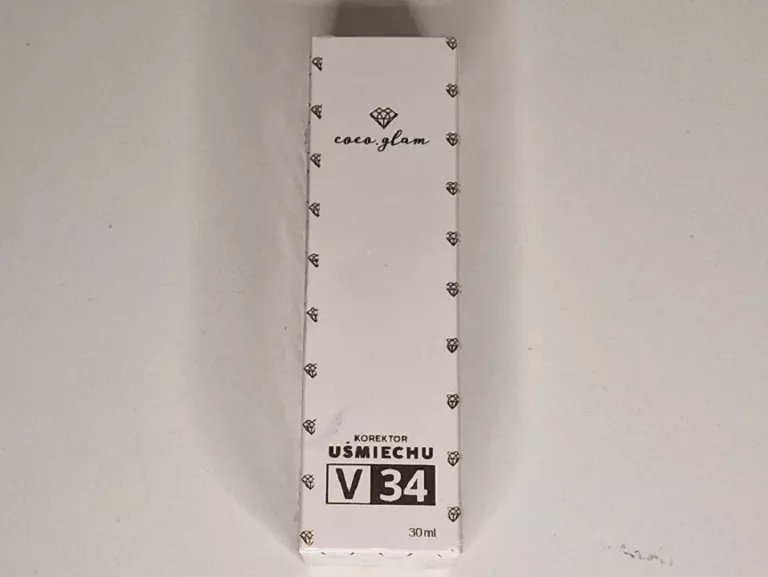 coco.glam
KOREKTOR
UŚMIECHU
V 34
30 ml